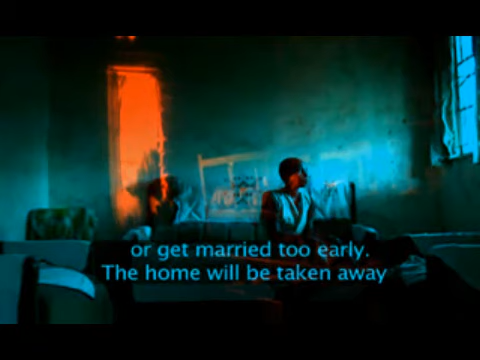 or get married too early.
The home will be taken away